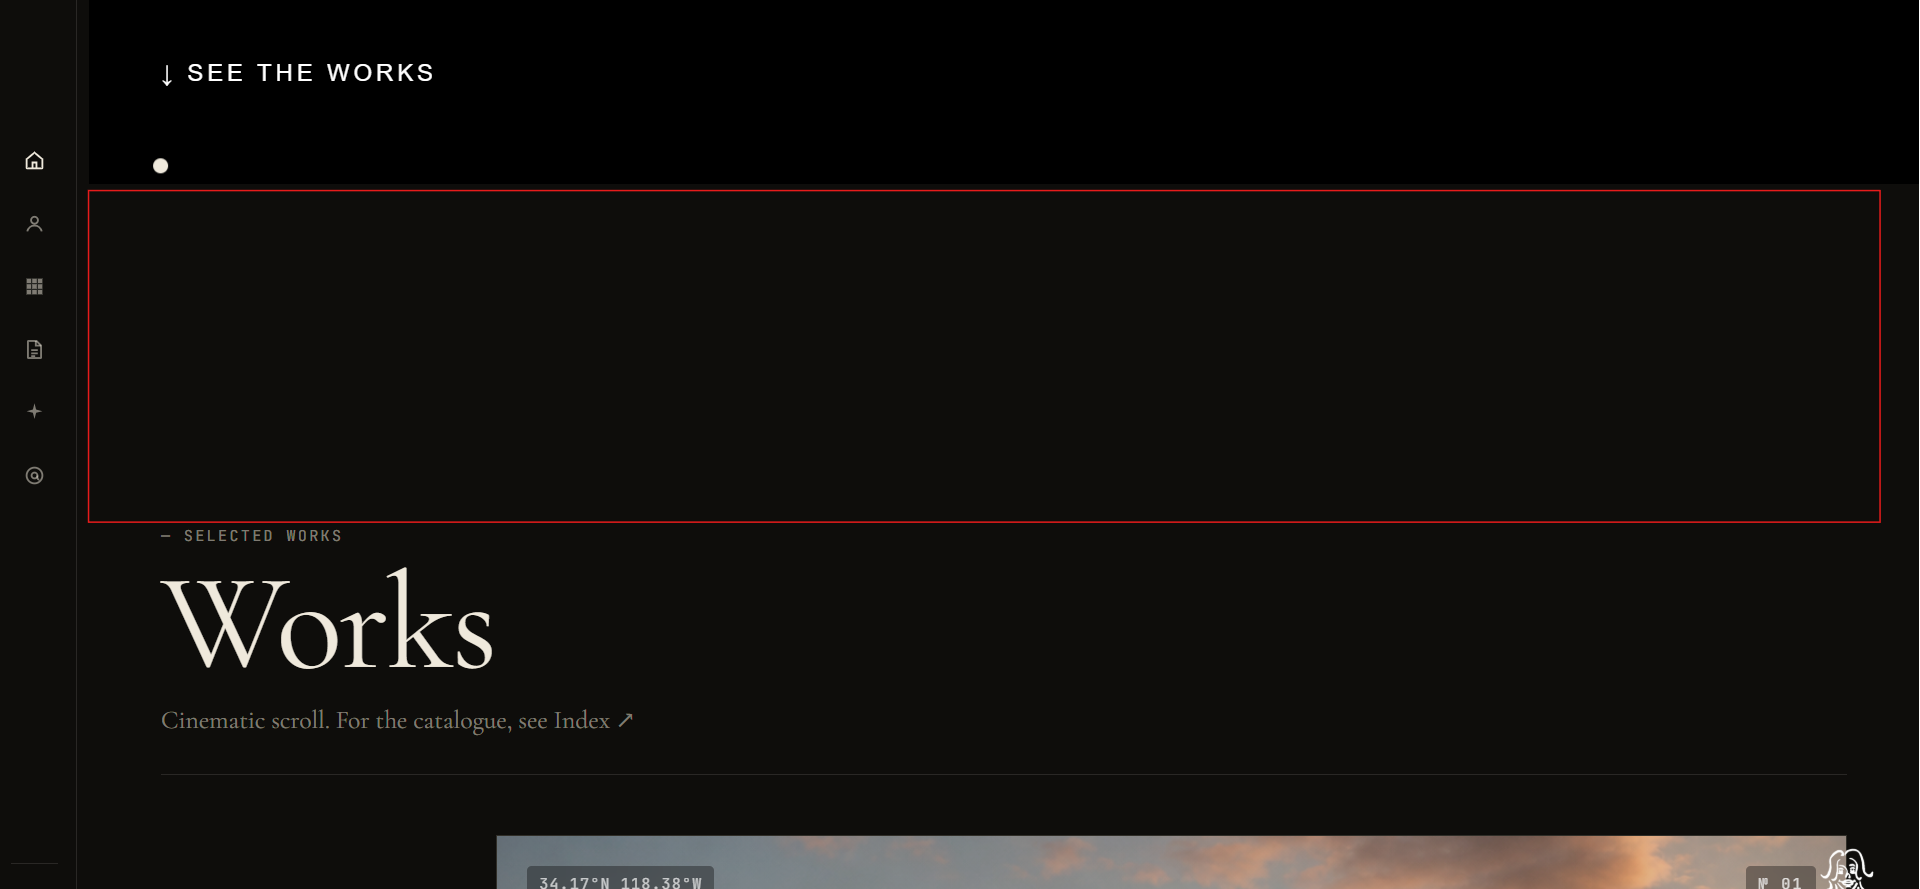 ↓ SEE THE WORKS
— SELECTED WORKS
Works
Cinematic scroll. For the catalogue, see Index ↗
34.17°N 118.38°W
№ 01